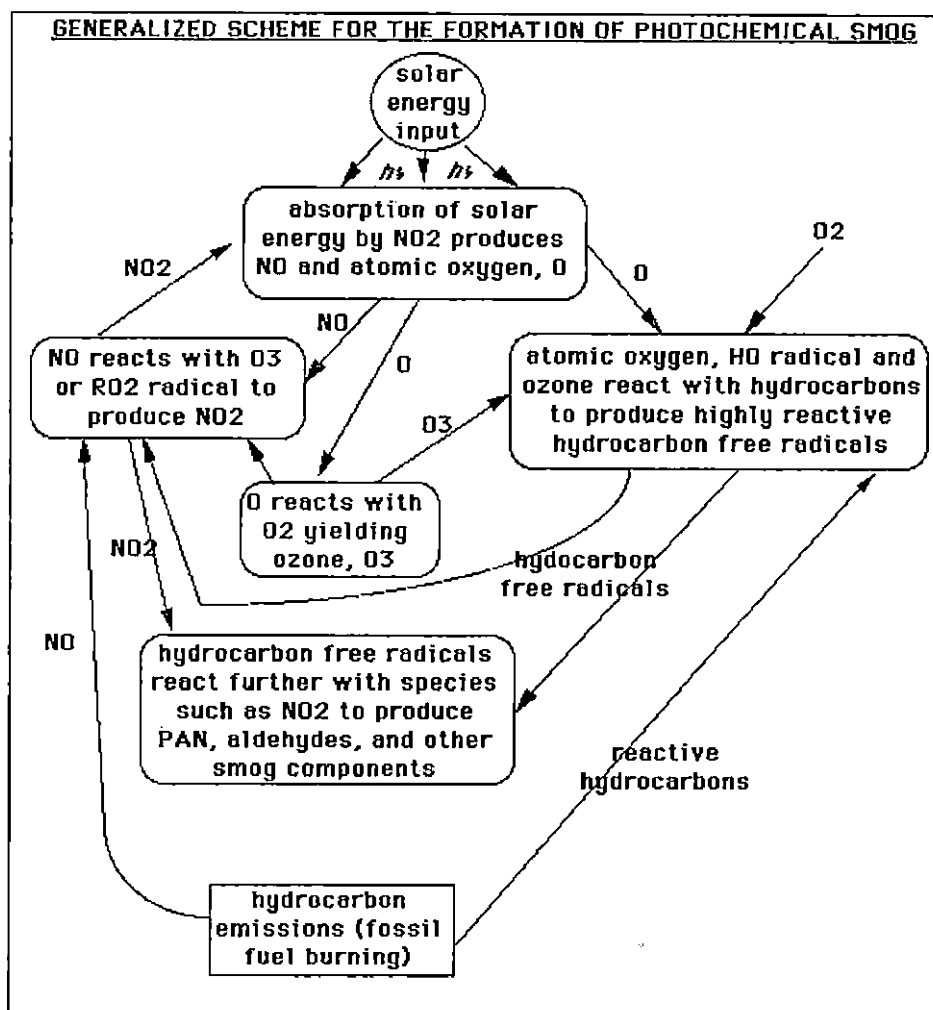 GENERALIZED SCHEME FOR THE FORMATION OF PHOTOCHEMICAL SMOG
solar
energy
input
hν
hν
absorption of solar
energy by NO2 produces
NO and atomic oxygen, O
NO2
O
O2
NO
O
NO reacts with O3
or RO2 radical to
produce NO2
atomic oxygen, HO radical and
ozone react with hydrocarbons
to produce highly reactive
hydrocarbon free radicals
O3
O reacts with
O2 yielding
ozone, O3
NO2
hydocarbon
free radicals
NO
hydrocarbon free radicals
react further with species
such as NO2 to produce
PAN, aldehydes, and other
smog components
reactive
hydrocarbons
hydrocarbon
emissions (fossil
fuel burning)